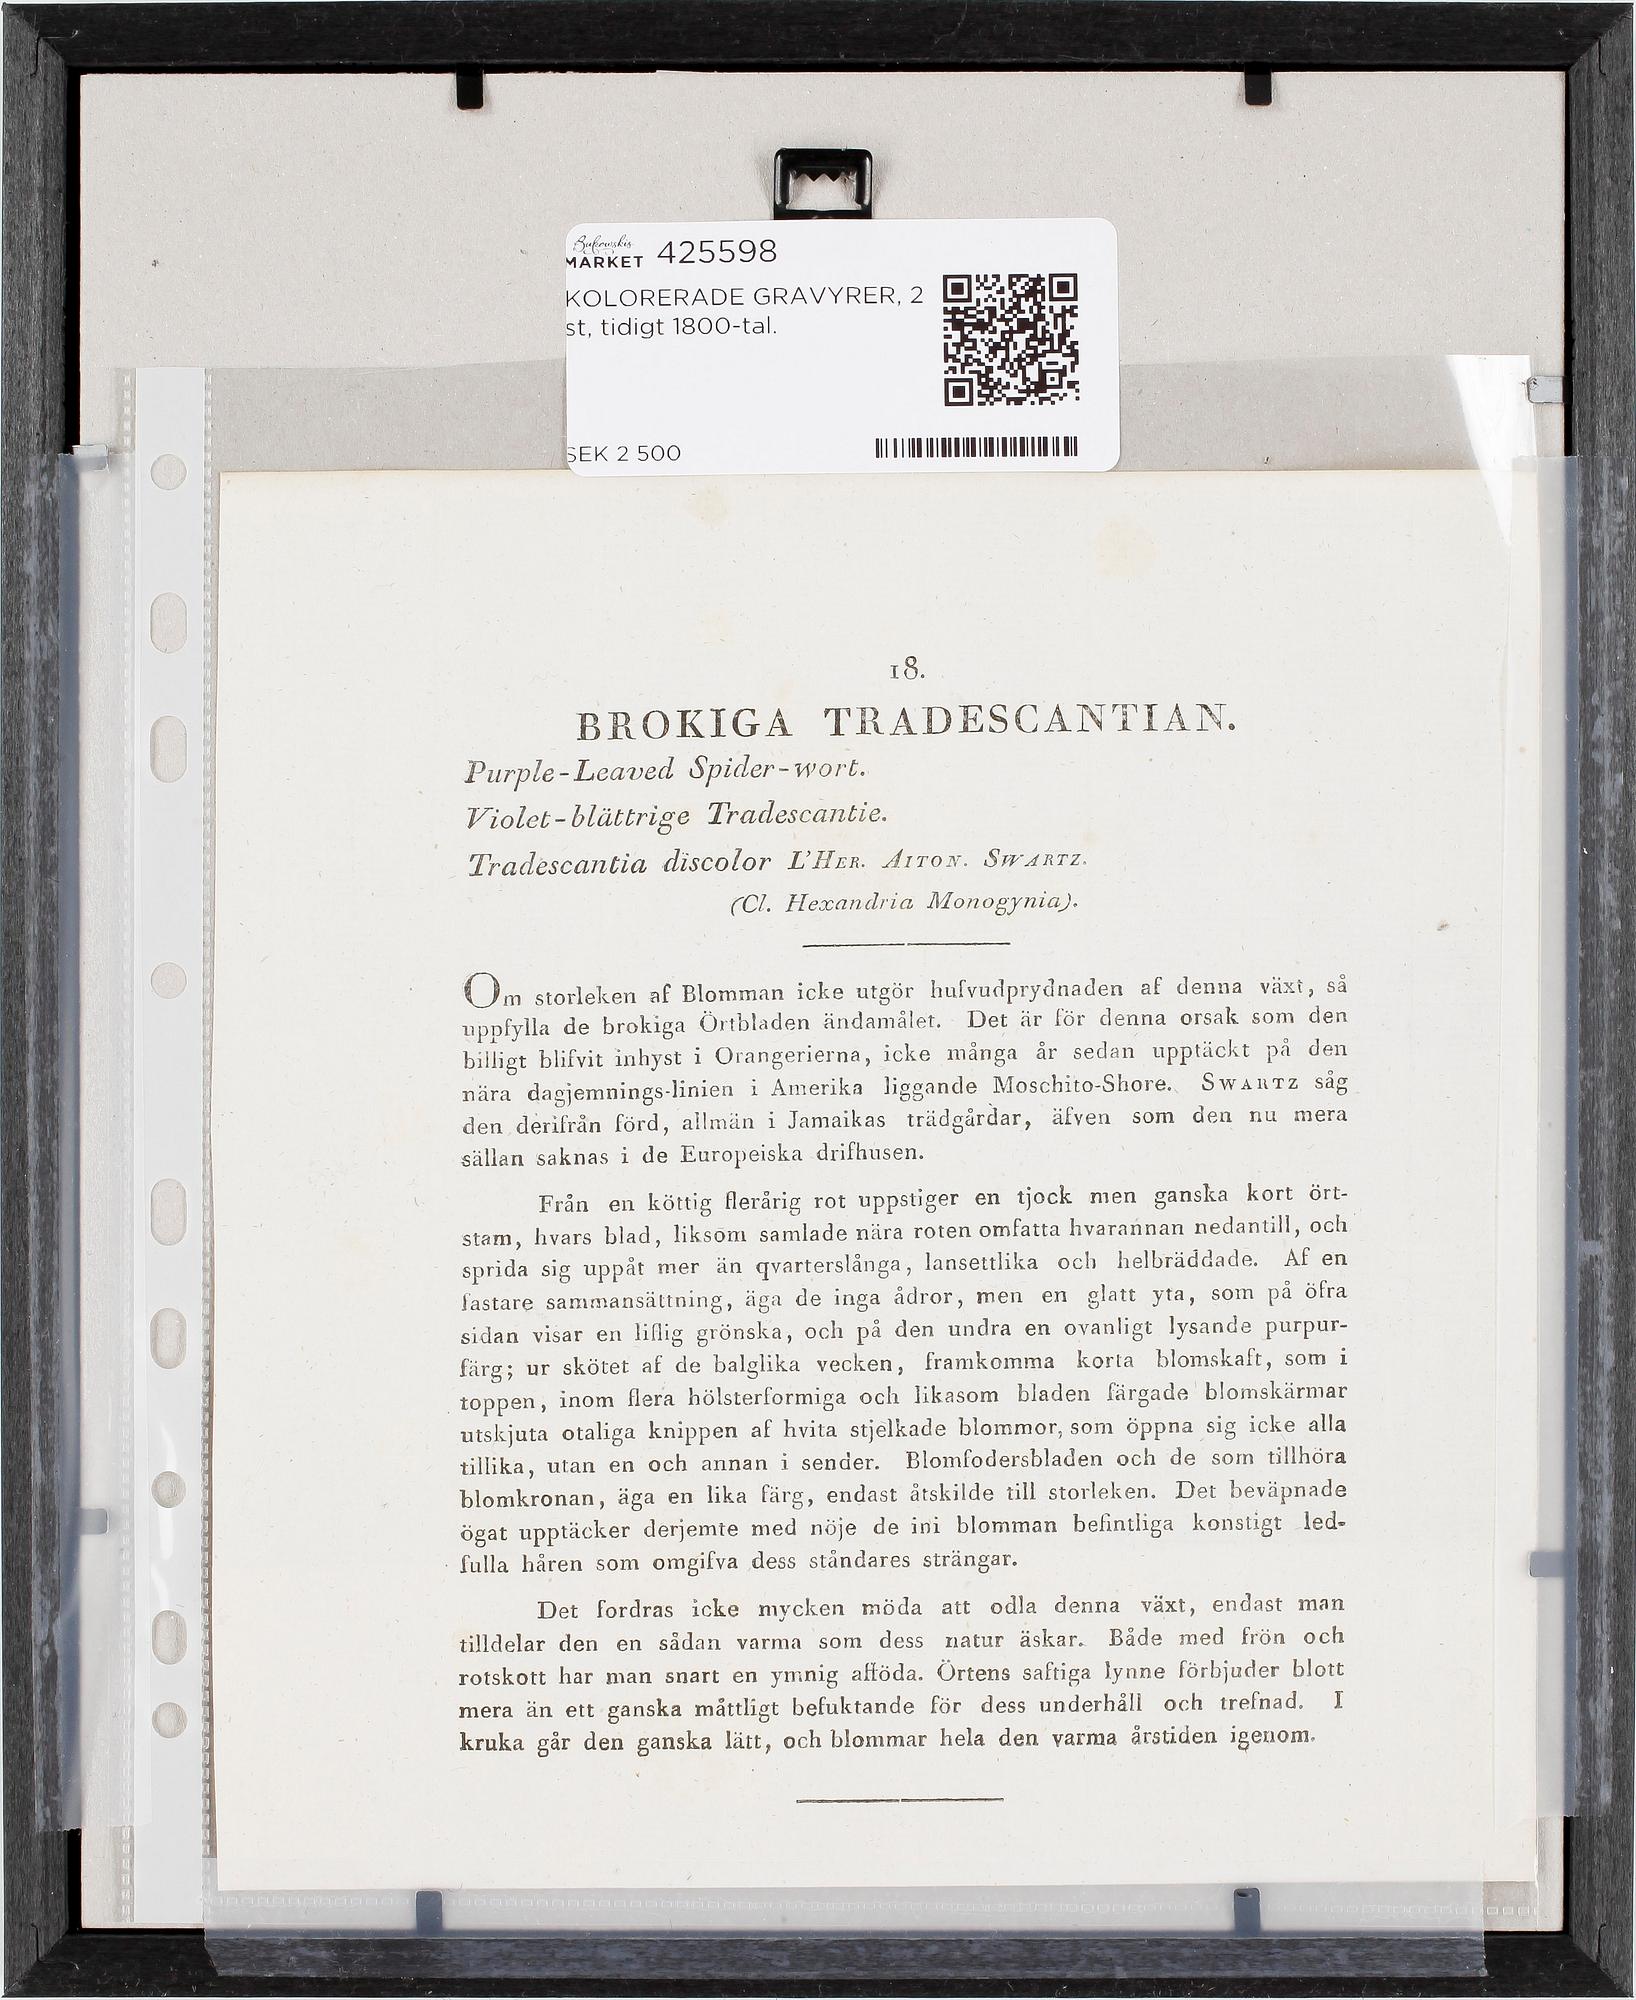 Bukowskis
MARKET 425598
KOLORERADE GRAVYRER, 2
st, tidigt 1800-tal.
SEK 2 500
18.
BROKIGA TRADESCANTIAN.
Purple-Leaved Spider-wort.
Violet-blättrige Tradescantie.
Tradescantia discolor L'HER. AITON. SWARTZ.
(Cl. Hexandria Monogynia).
Om storleken af Blomman icke utgör hufvudprydnaden af denna växt, så
uppfylla de brokiga Örtbladen ändamålet. Det är för denna orsak som den
billigt blifvit inhyst i Orangerierna, icke många år sedan upptäckt på den
nära dagjemnings-linien i Amerika liggande Moschito-Shore. SWARTZ såg
den derifrån förd, allmän i Jamaikas trädgårdar, äfven som den nu mera
sällan saknas i de Europeiska drifhusen.
Från en köttig flerårig rot uppstiger en tjock men ganska kort ört-
stam, hvars blad, liksom samlade nära roten omfatta hvarannan nedantill, och
sprida sig uppåt mer än qvarterslånga, lansettlika och helbräddade. Af en
fastare sammansättning, äga de inga ådror, men en glatt yta, som på öfra
sidan visar en liflig grönska, och på den undra en ovanligt lysande purpur-
färg; ur skötet af de balglika vecken, framkomma korta blomskaft, som i
toppen, inom flera hölsterformiga och likasom bladen färgade blomskärmar
utskjuta otaliga knippen af hvita stjelkade blommor, som öppna sig icke alla
tillika, utan en och annan i sender. Blomfodersbladen och de som tillhöra
blomkronan, äga en lika färg, endast åtskilde till storleken. Det beväpnade
ögat upptäcker derjemte med nöje de ini blomman befintliga konstigt led-
fulla håren som omgifva dess ståndares strängar.
Det fordras icke mycken möda att odla denna växt, endast man
tilldelar den en sådan varma som dess natur äskar. Både med frön och
rotskott har man snart en ymnig afföda. Örtens saftiga lynne förbjuder blott
mera än ett ganska måttligt befuktande för dess underhåll och trefnad. I
kruka går den ganska lätt, och blommar hela den varma årstiden igenom.